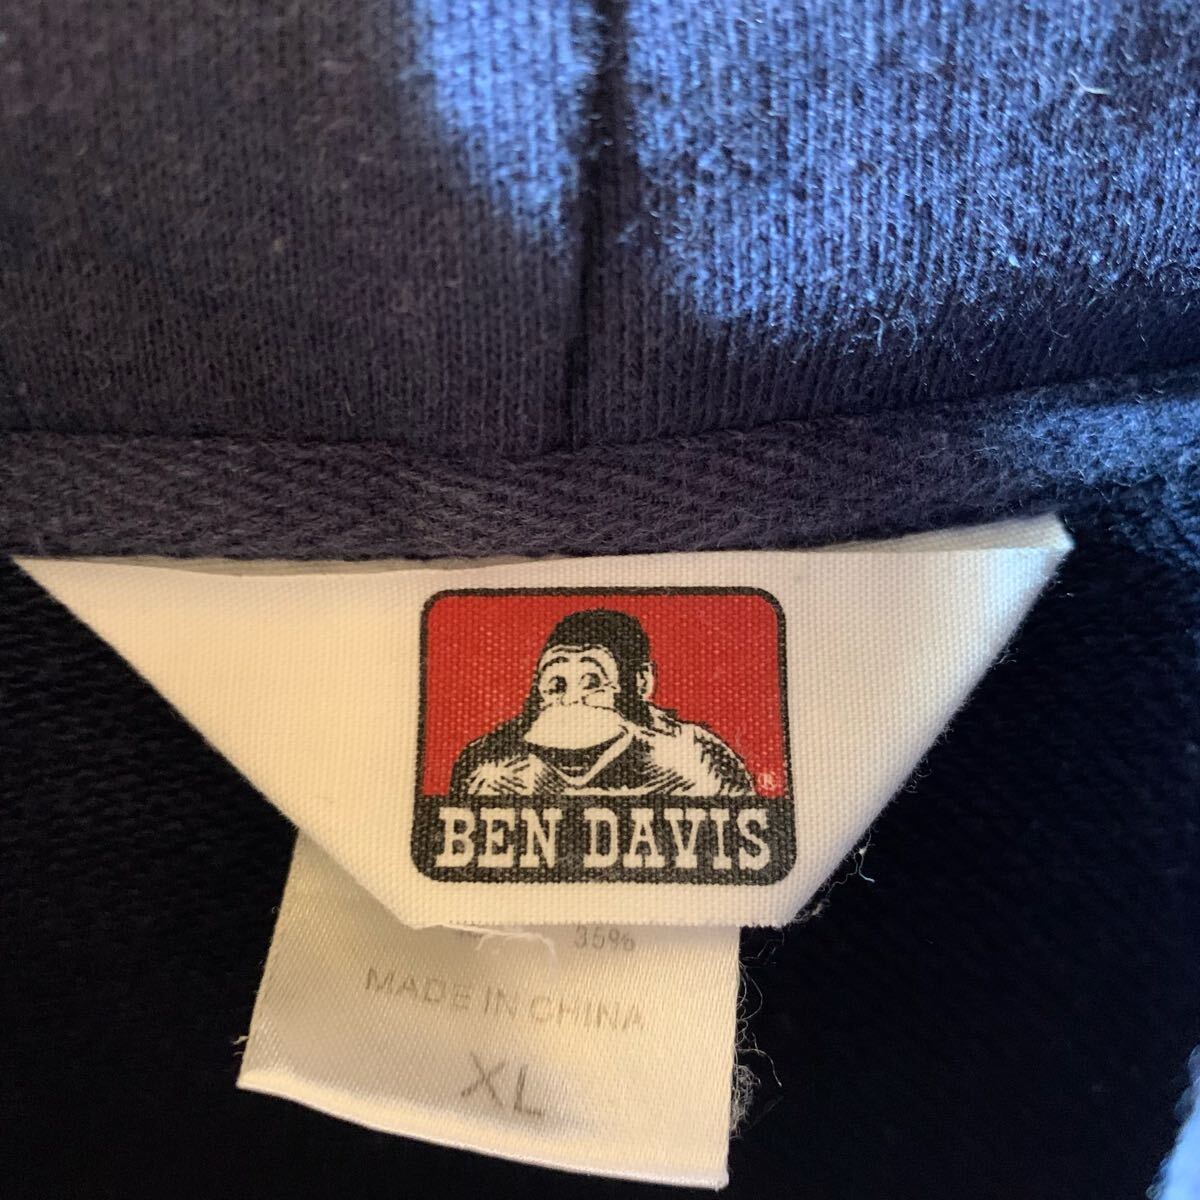 ®
BEN DAVIS
35%
MADE IN CHINA
XL